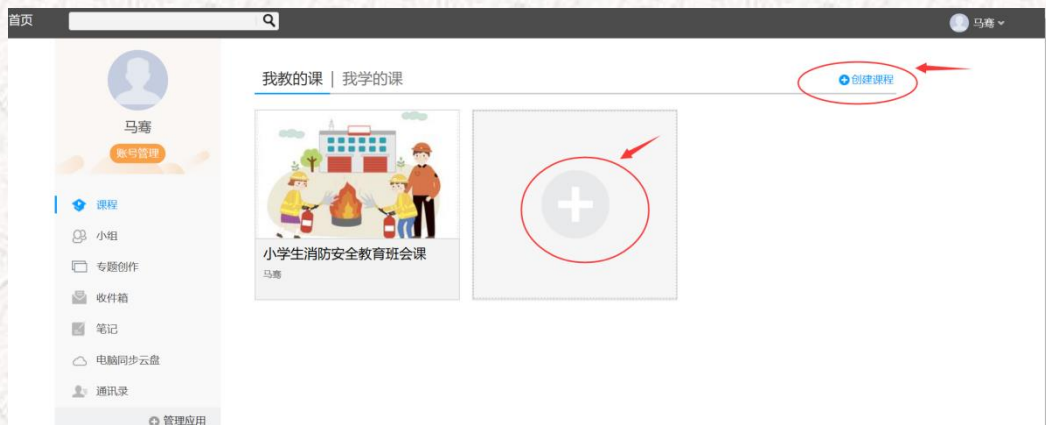 首页
马骞
马骞
账号管理
课程
小组
专题创作
收件箱
笔记
电脑同步云盘
通讯录
管理应用
我教的课 | 我学的课
创建课程
小学生消防安全教育班会课
马骞